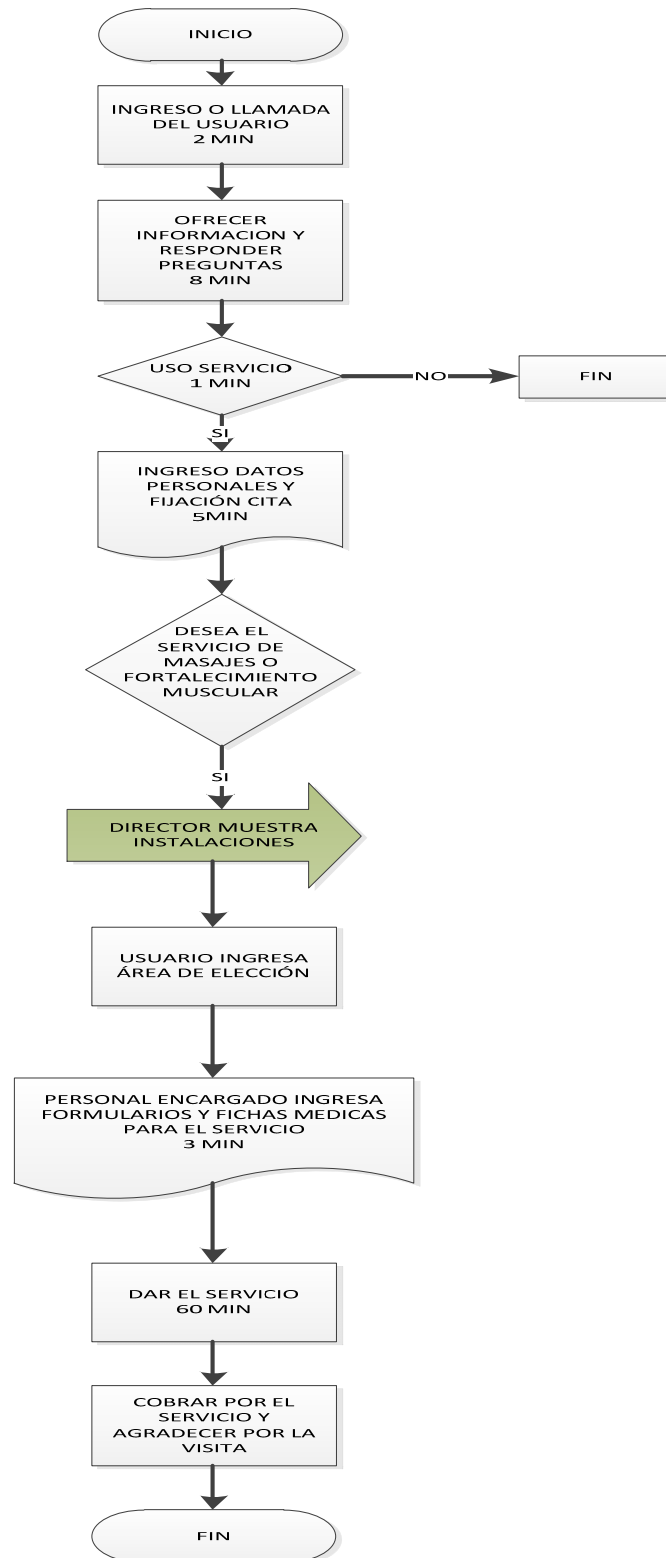 INICIO
INGRESO O LLAMADA
DEL USUARIO
2 MIN
OFRECER
INFORMACION Y
RESPONDER
PREGUNTAS
8 MIN
USO SERVICIO
1 MIN
NO
FIN
SI
INGRESO DATOS
PERSONALES Y
FIJACIÓN CITA
5MIN
DESEA EL
SERVICIO DE
MASAJES O
FORTALECIMIENTO
MUSCULAR
SI
DIRECTOR MUESTRA
INSTALACIONES
USUARIO INGRESA
ÁREA DE ELECCIÓN
PERSONAL ENCARGADO INGRESA
FORMULARIOS Y FICHAS MEDICAS
PARA EL SERVICIO
3 MIN
DAR EL SERVICIO
60 MIN
COBRAR POR EL
SERVICIO Y
AGRADECER POR LA
VISITA
FIN